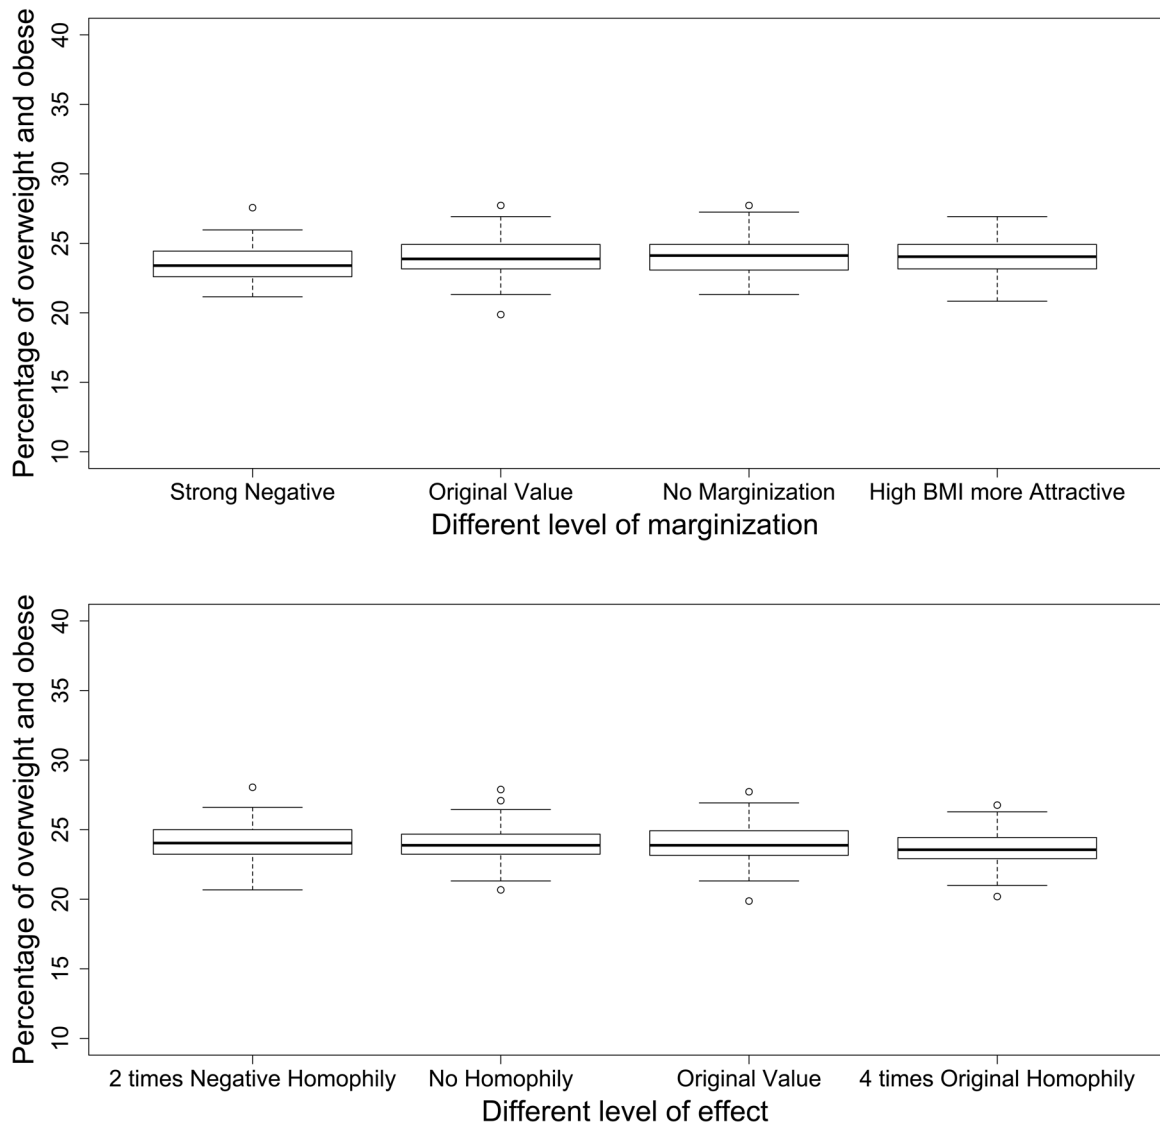 Percentage of overweight and obese
40
35
30
25
20
15
10
Strong Negative
Original Value
No Marginization
High BMI more Attractive
Different level of marginization
Percentage of overweight and obese
40
35
30
25
20
15
10
2 times Negative Homophily
No Homophily
Original Value
4 times Original Homophily
Different level of effect